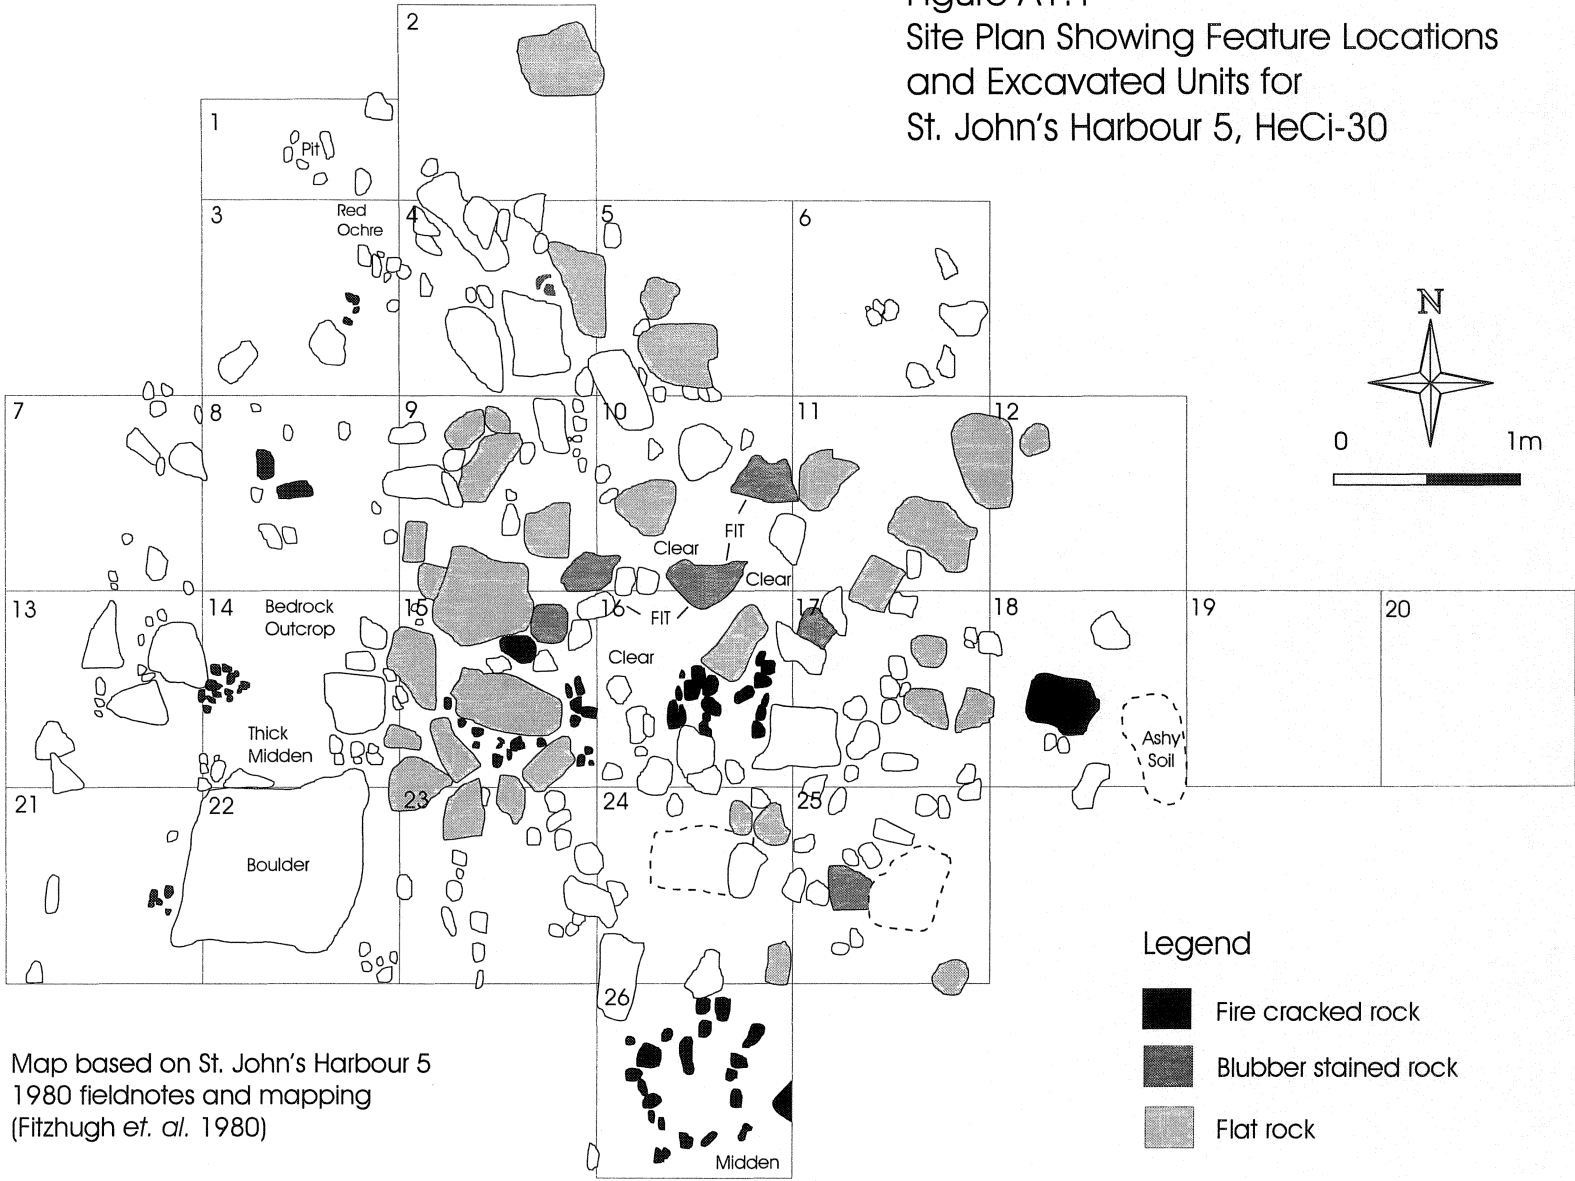 Site Plan Showing Feature Locations
and Excavated Units for
St. John's Harbour 5, HeCi-30
2
1
Pit
3
Red
Ochre
4
5
6
N
0 1m
7
8
9
10
11
12
FIT
Clear
Clear
13
14
Bedrock
Outcrop
15
16
FIT
17
18
19
20
Clear
Thick
Midden
Ashy
Soil
21
22
23
24
25
Boulder
26
Midden
Legend
Fire cracked rock
Blubber stained rock
Flat rock
Map based on St. John's Harbour 5
1980 fieldnotes and mapping
(Fitzhugh et. al. 1980)